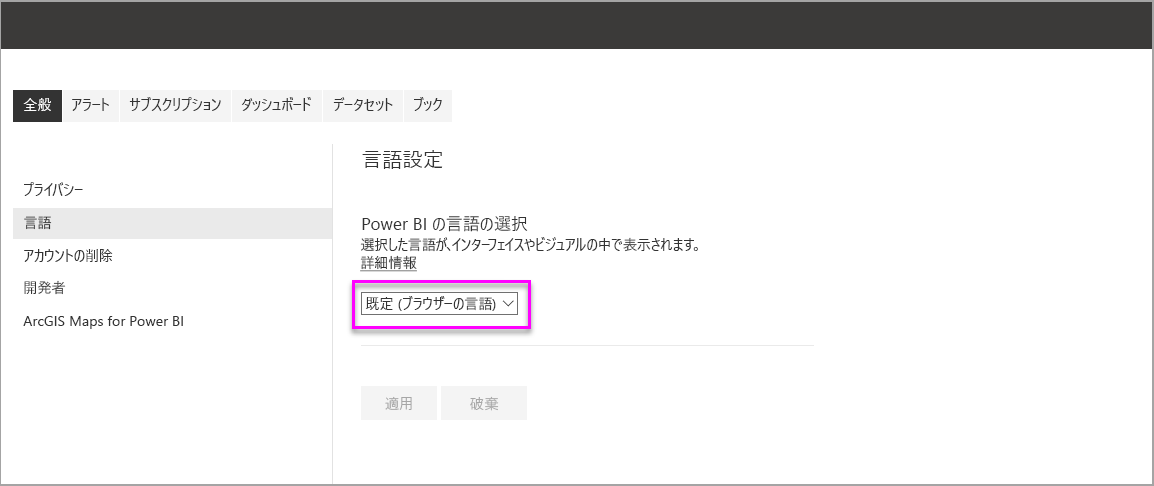 全般
アラート
サブスクリプション
ダッシュボード
データセット
ブック
プライバシー
言語
アカウントの削除
開発者
ArcGIS Maps for Power BI
言語設定
Power BI の言語の選択
選択した言語が、インターフェイスやビジュアルの中で表示されます。
詳細情報
既定 (ブラウザーの言語)
適用
破棄